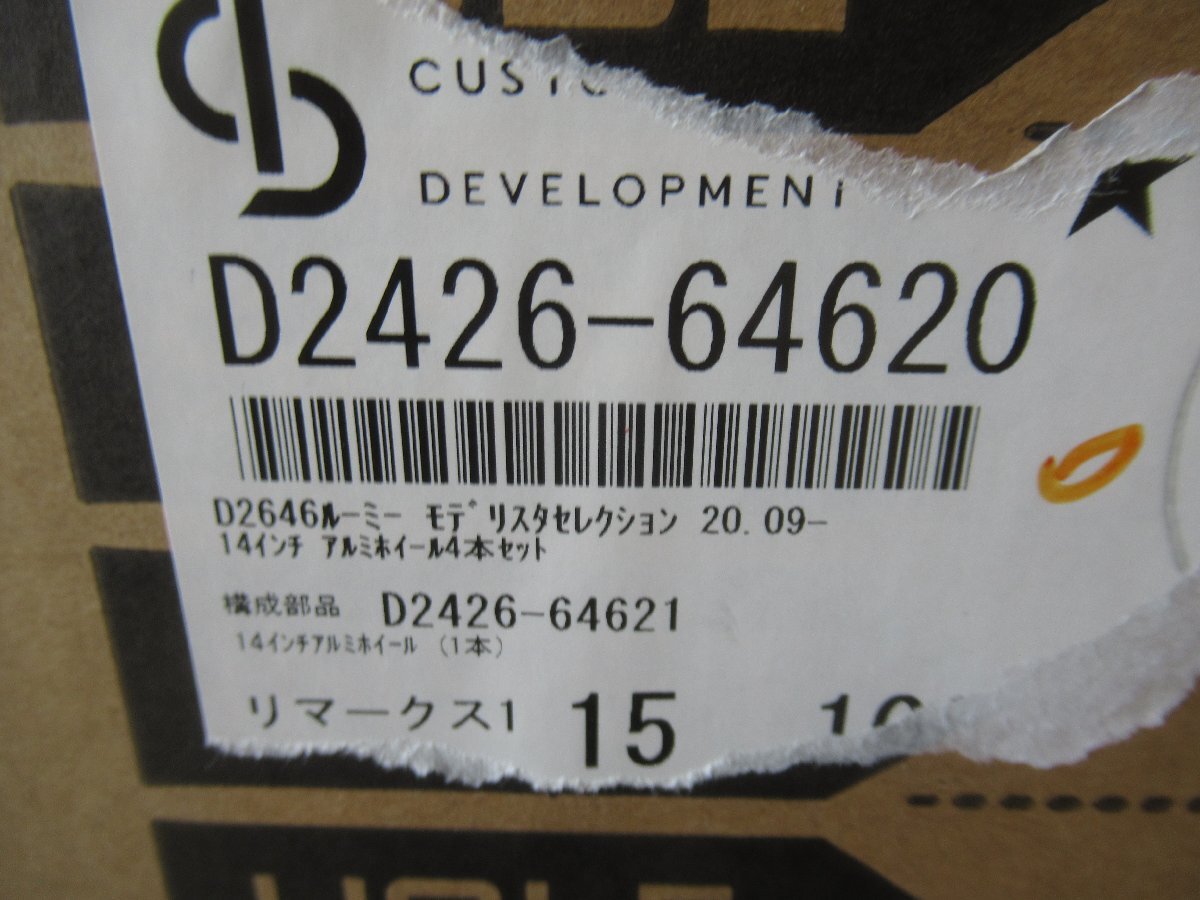 DEVELOPMENT
D2426-64620
D2646ルーミー モデリスタセレクション 20.09-
14インチ アルミホイール4本セット
構成部品 D2426-64621
14インチアルミホイール (1本)
リマークス1 15